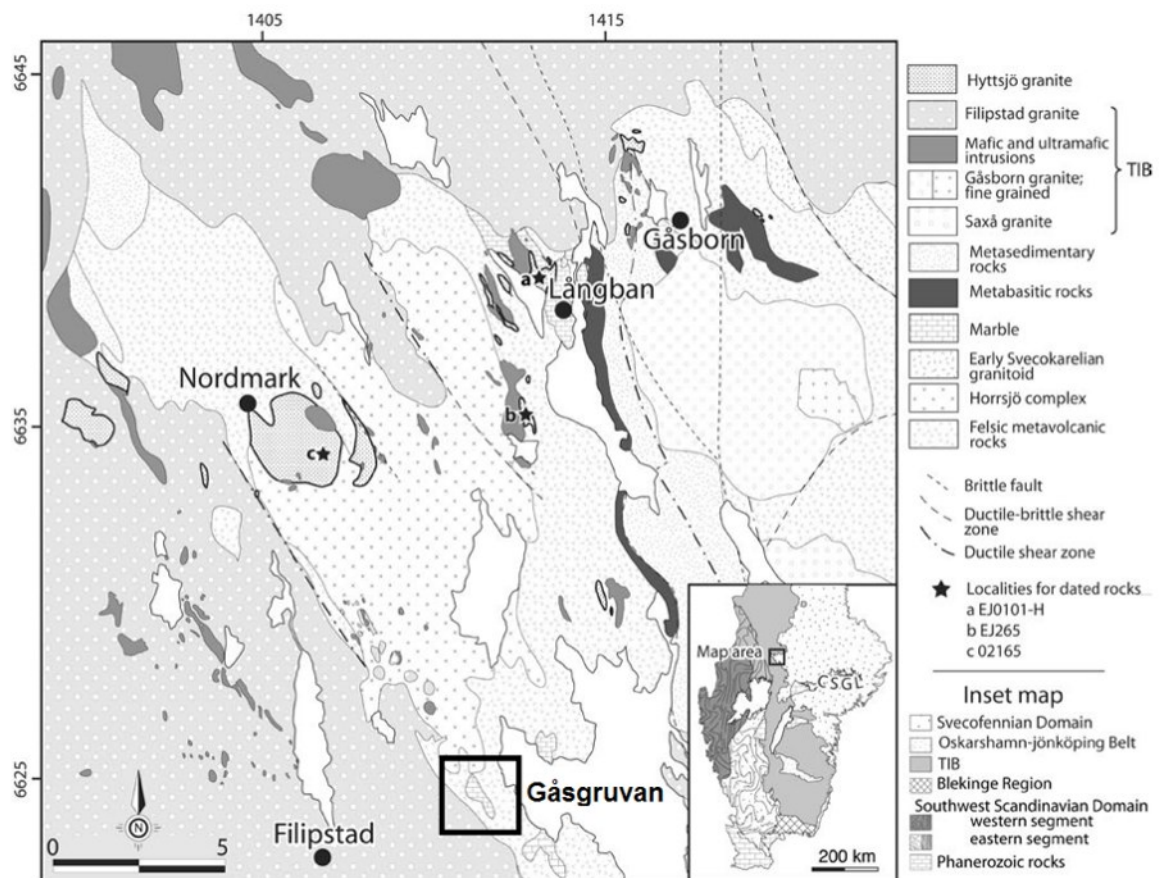 1405
1415
6645
6635
6625
Gåsborn
a
Långban
Nordmark
b
c
Gåsgruvan
Filipstad
N
0
5
Hyttsjö granite
Filipstad granite
Mafic and ultramafic
intrusions
Gåsborn granite;
fine grained
Saxå granite
TIB
Metasedimentary
rocks
Metabasitic rocks
Marble
Early Svecokarelian
granitoid
Horrsjö complex
Felsic metavolcanic
rocks
Brittle fault
Ductile-brittle shear
zone
Ductile shear zone
Localities for dated rocks
a EJ0101-H
b EJ265
c 02165
Map area
CSGL
200 km
Inset map
Svecofennian Domain
Oskarshamn-jönköping Belt
TIB
Blekinge Region
Southwest Scandinavian Domain
western segment
eastern segment
Phanerozoic rocks